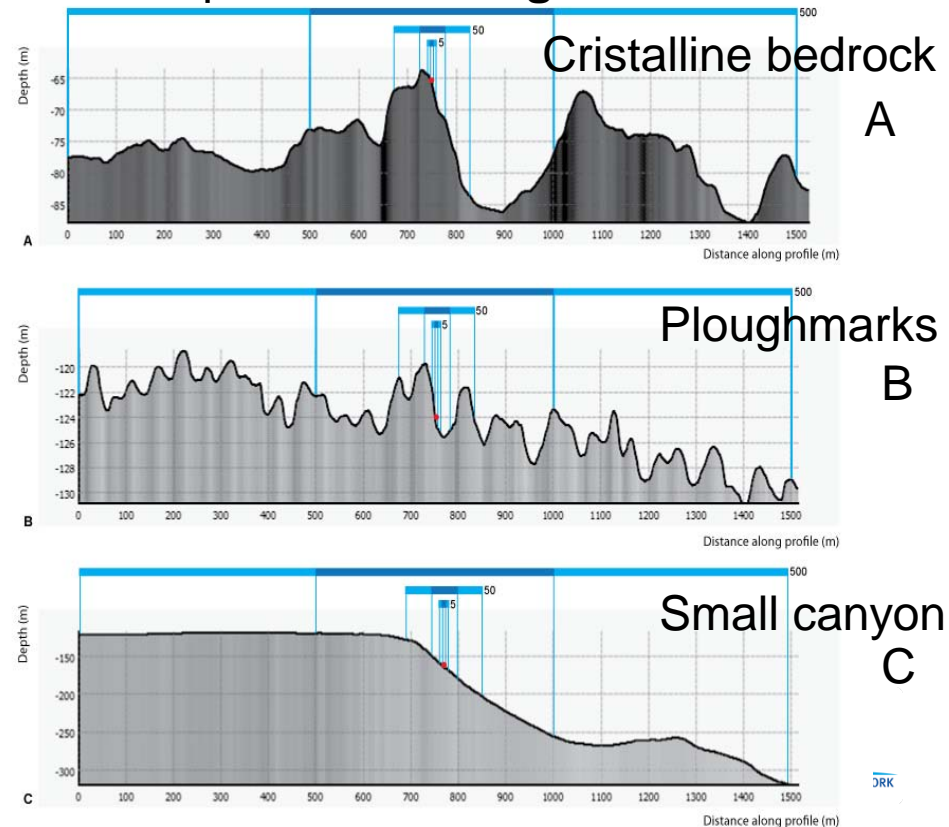 500
50
5
Cristalline bedrock
A
Depth (m)
-65
-70
-75
-80
-85
A
0 100 200 300 400 500 600 700 800 900 1000 1100 1200 1300 1400 1500
Distance along profile (m)
500
50
5
Ploughmarks
B
Depth (m)
-120
-122
-124
-126
-128
-130
B
0 100 200 300 400 500 600 700 800 900 1000 1100 1200 1300 1400 1500
Distance along profile (m)
500
50
5
Small canyon
C
Depth (m)
-150
-200
-250
-300
C
0 100 200 300 400 500 600 700 800 900 1000 1100 1200 1300 1400 1500
Distance along profile (m)